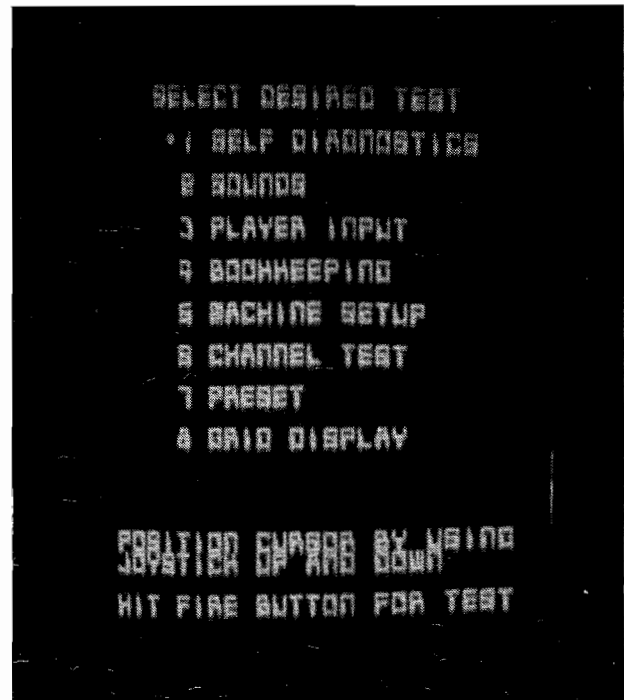 SELECT DESIRED TEST
•1 SELF DIAGNOSTICS
2 SOUNDS
3 PLAYER INPUT
4 BOOKKEEPING
5 MACHINE SETUP
6 CHANNEL TEST
7 PRESET
8 GRID DISPLAY
POSITION CURSOR BY USING
JOYSTICK UP AND DOWN
HIT FIRE BUTTON FOR TEST